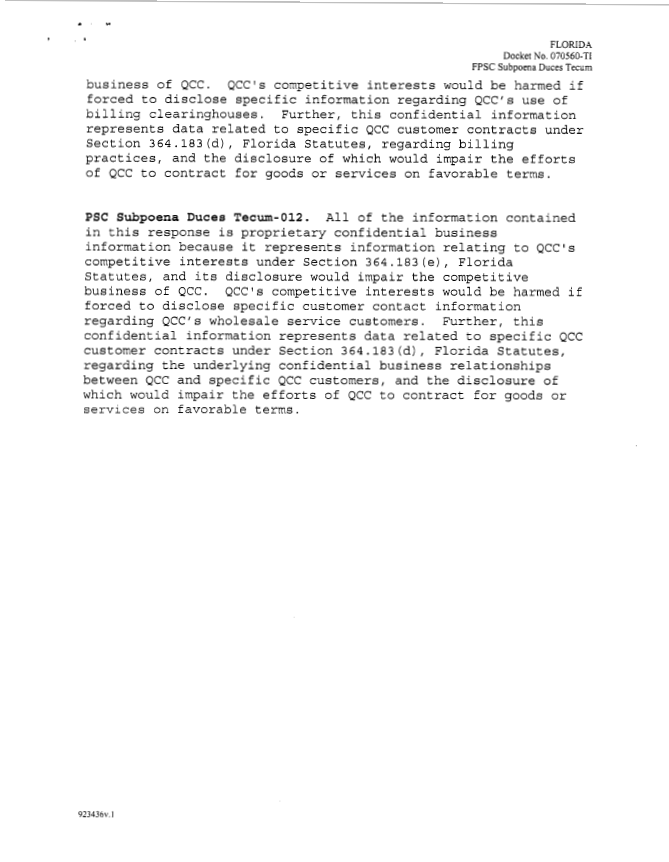 FLORIDA
Docket No. 070560-TI
FPSC Subpoena Duces Tecum
business of QCC.  QCC's competitive interests would be harmed if
forced to disclose specific information regarding QCC's use of
billing clearinghouses.  Further, this confidential information
represents data related to specific QCC customer contracts under
Section 364.183(d), Florida Statutes, regarding billing
practices, and the disclosure of which would impair the efforts
of QCC to contract for goods or services on favorable terms.
PSC Subpoena Duces Tecum-012.  All of the information contained
in this response is proprietary confidential business
information because it represents information relating to QCC's
competitive interests under Section 364.183(e), Florida
Statutes, and its disclosure would impair the competitive
business of QCC.  QCC's competitive interests would be harmed if
forced to disclose specific customer contact information
regarding QCC's wholesale service customers.  Further, this
confidential information represents data related to specific QCC
customer contracts under Section 364.183(d), Florida Statutes,
regarding the underlying confidential business relationships
between QCC and specific QCC customers, and the disclosure of
which would impair the efforts of QCC to contract for goods or
services on favorable terms.
923436v.1